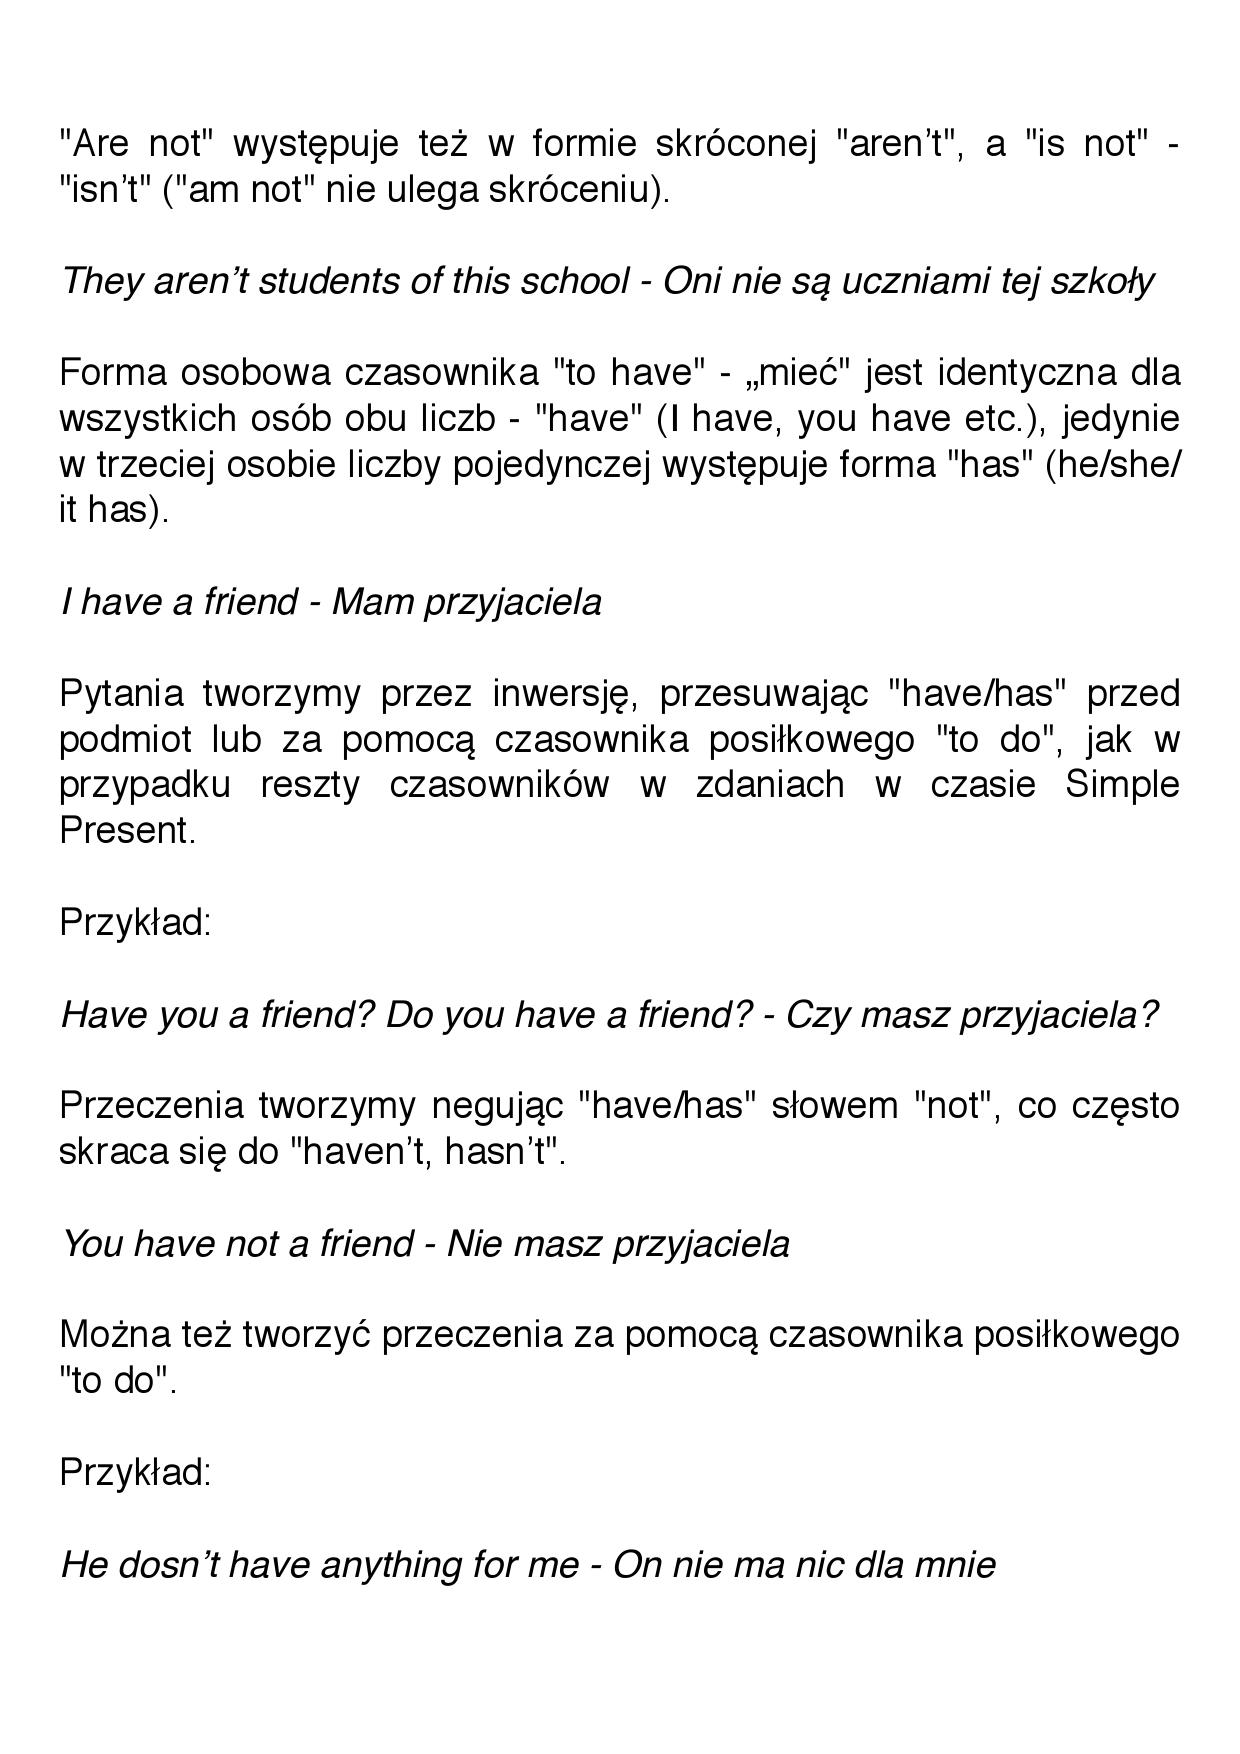 "Are not" występuje też w formie skróconej "aren’t", a "is not" -
"isn’t" ("am not" nie ulega skróceniu).
They aren’t students of this school - Oni nie są uczniami tej szkoły
Forma osobowa czasownika "to have" - „mieć" jest identyczna dla
wszystkich osób obu liczb - "have" (I have, you have etc.), jedynie
w trzeciej osobie liczby pojedynczej występuje forma "has" (he/she/
it has).
I have a friend - Mam przyjaciela
Pytania tworzymy przez inwersję, przesuwając "have/has" przed
podmiot lub za pomocą czasownika posiłkowego "to do", jak w
przypadku reszty czasowników w zdaniach w czasie Simple
Present.
Przykład:
Have you a friend? Do you have a friend? - Czy masz przyjaciela?
Przeczenia tworzymy negując "have/has" słowem "not", co często
skraca się do "haven’t, hasn’t".
You have not a friend - Nie masz przyjaciela
Można też tworzyć przeczenia za pomocą czasownika posiłkowego
"to do".
Przykład:
He dosn’t have anything for me - On nie ma nic dla mnie